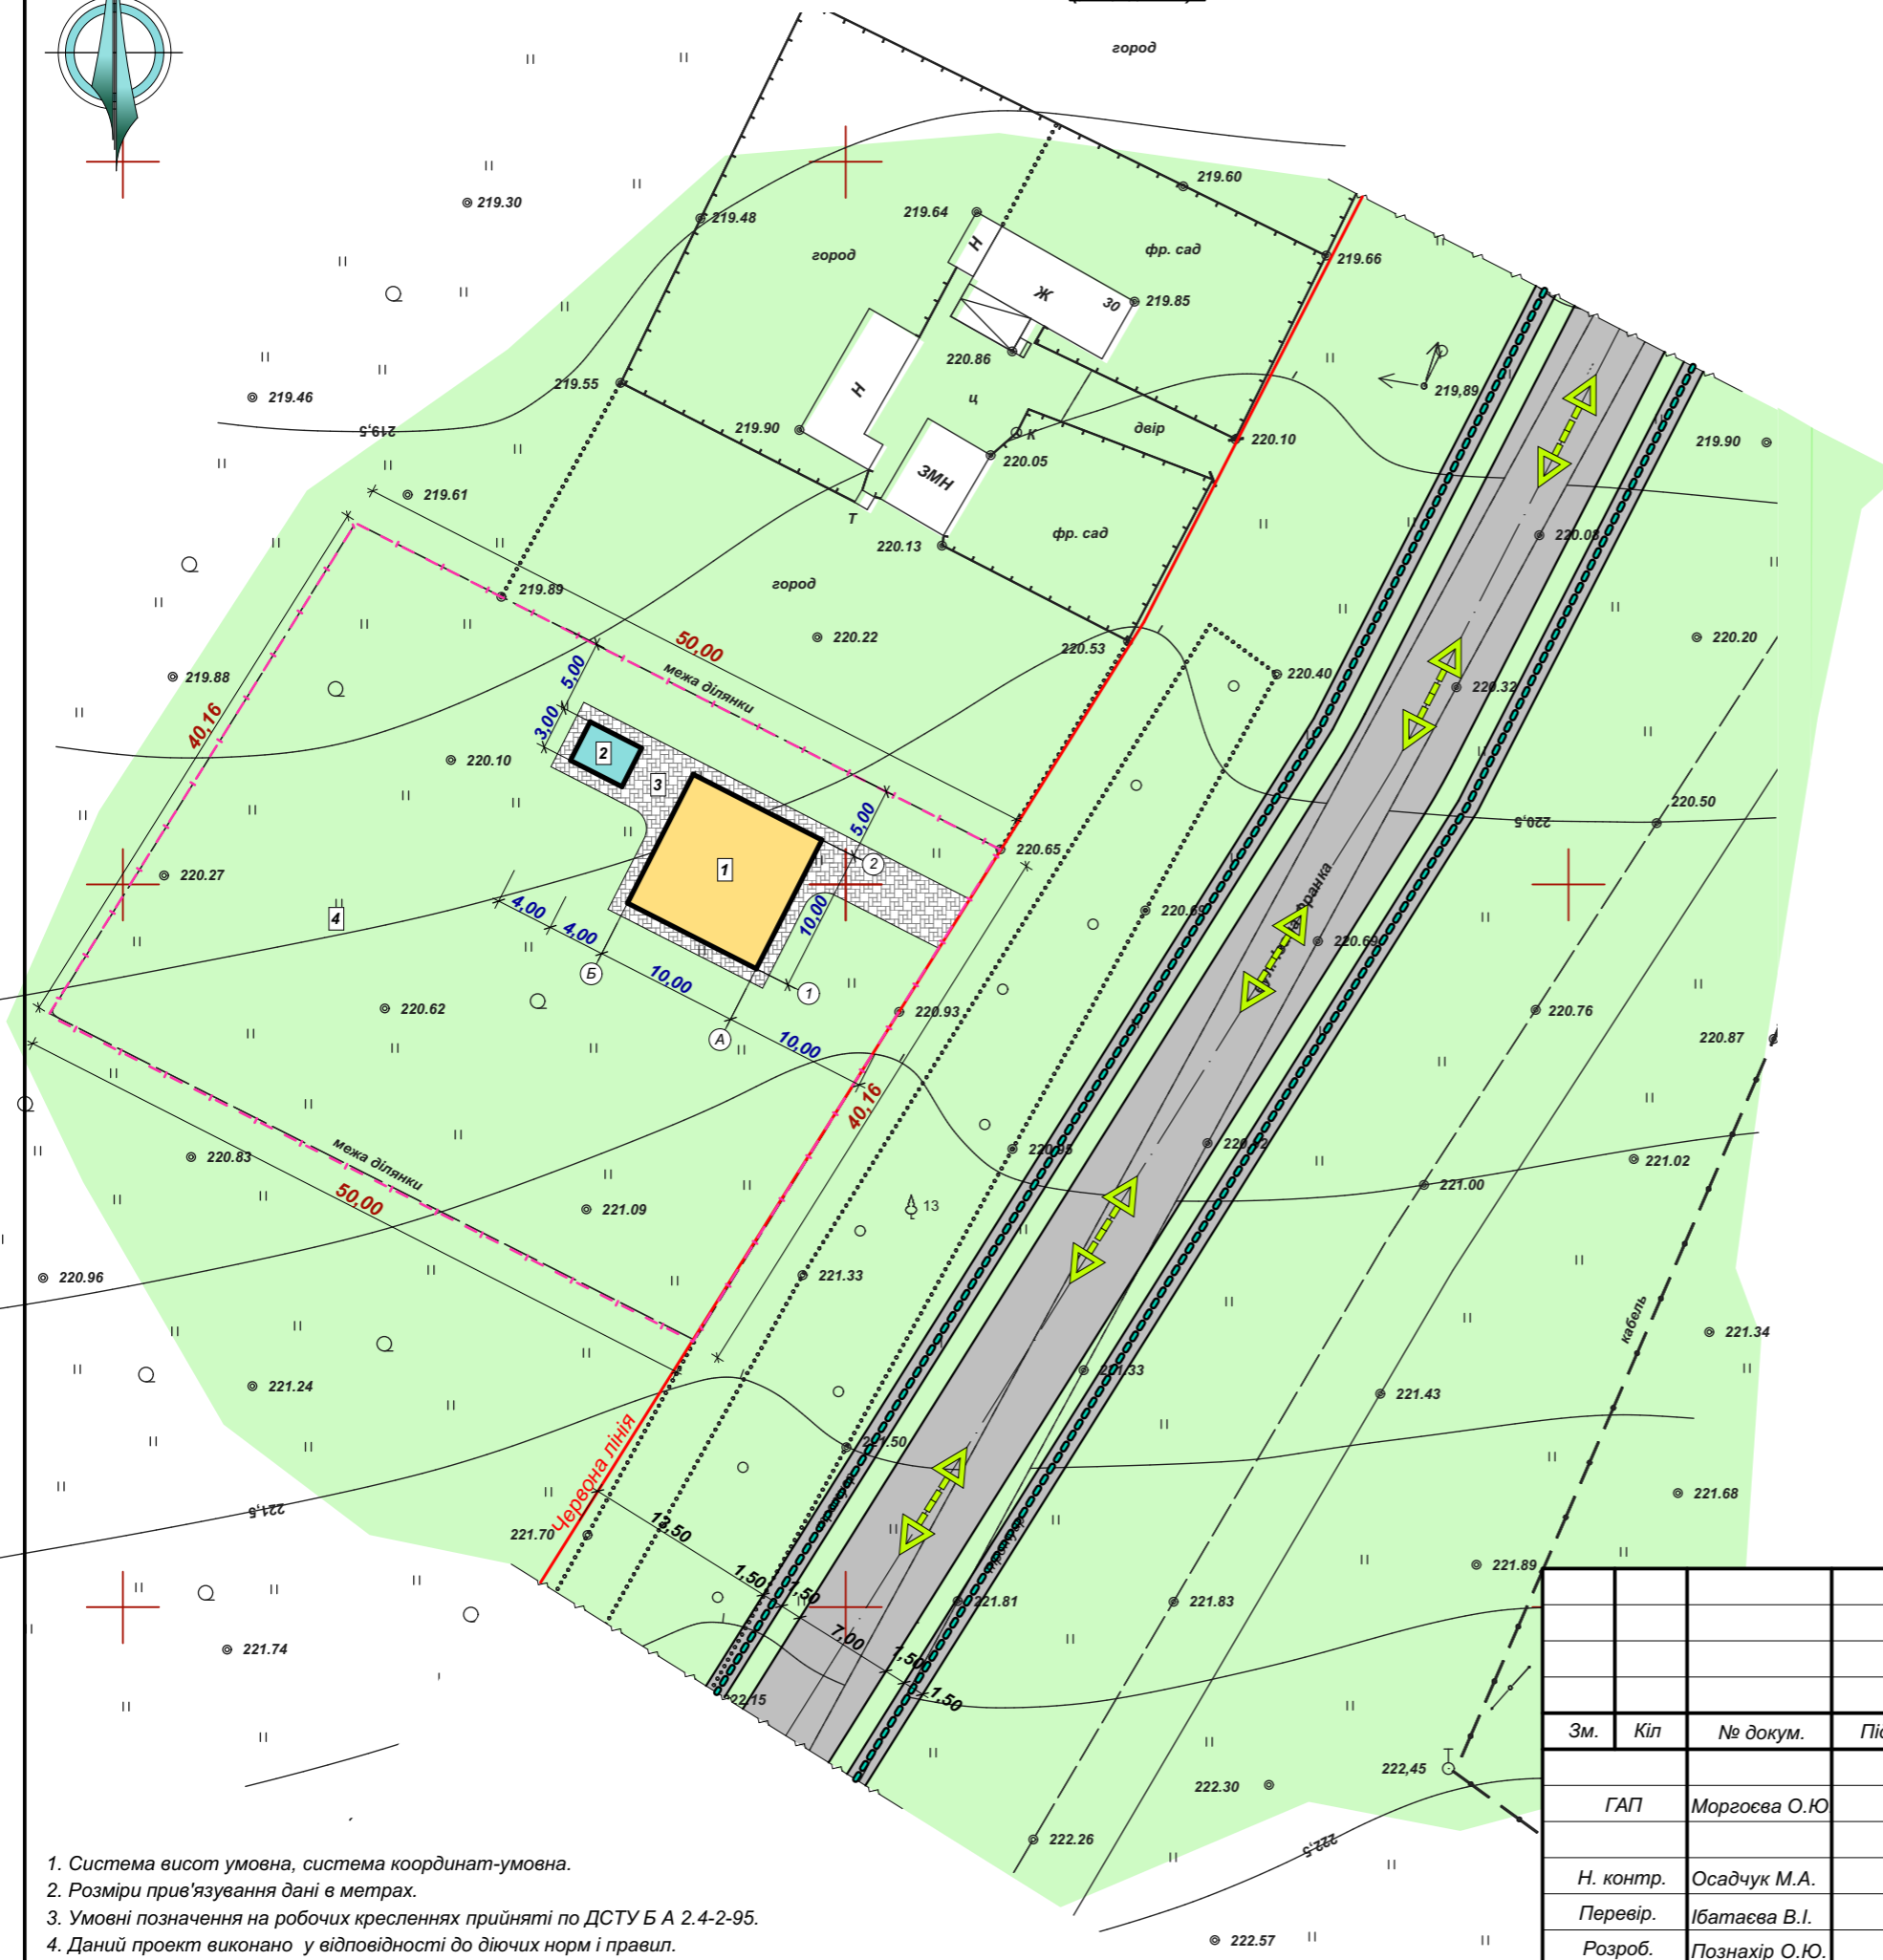 город
219.60
219.30
219.48
219.64
Н
фр. сад
город
219.66
Ж
30
219.85
220.86
219.55
Н
219,89
219.46
219,5
ц
219.90
К
двір
220.10
219.90
220.05
ЗМН
219.61
Т
фр. сад
220.08
220.13
219.89
город
220.22
50,00
220.53
220.20
220.40
219.88
5,00
межа ділянки
220.32
40,16
3,00
2
220.10
3
220.50
5,00
220,5
220.65
2
1
220.27
4
4,00
10,00
220.69
220.69
4,00
Б
10,00
1
220.62
220.93
220.76
А
10,00
220.87
40,16
220.83
межа ділянки
220.95
221.02
221.00
50,00
221.09
13
220.96
221.33
кабель
221.34
221.24
221.33
221.43
Червона лінія
221.50
221.68
221,5
12,50
221.70
221.89
1,50
1,50
221.81
221.83
7,00
221.74
1,50
1,50
22.15
Зм.
Кіл
№ докум.
222,45
222.30
ГАП
Моргоєва О.Ю
222.26
222,5
1. Система висот умовна, система координат-умовна.
Н. контр.
Осадчук М.А.
2. Розміри прив'язування дані в метрах.
3. Умовні позначення на робочих кресленнях прийняті по ДСТУ Б А 2.4-2-95.
Перевір.
Ібатаєва В.І.
4. Даний проект виконано у відповідності до діючих норм і правил.
222.57
Розроб.
Познахір О.Ю.